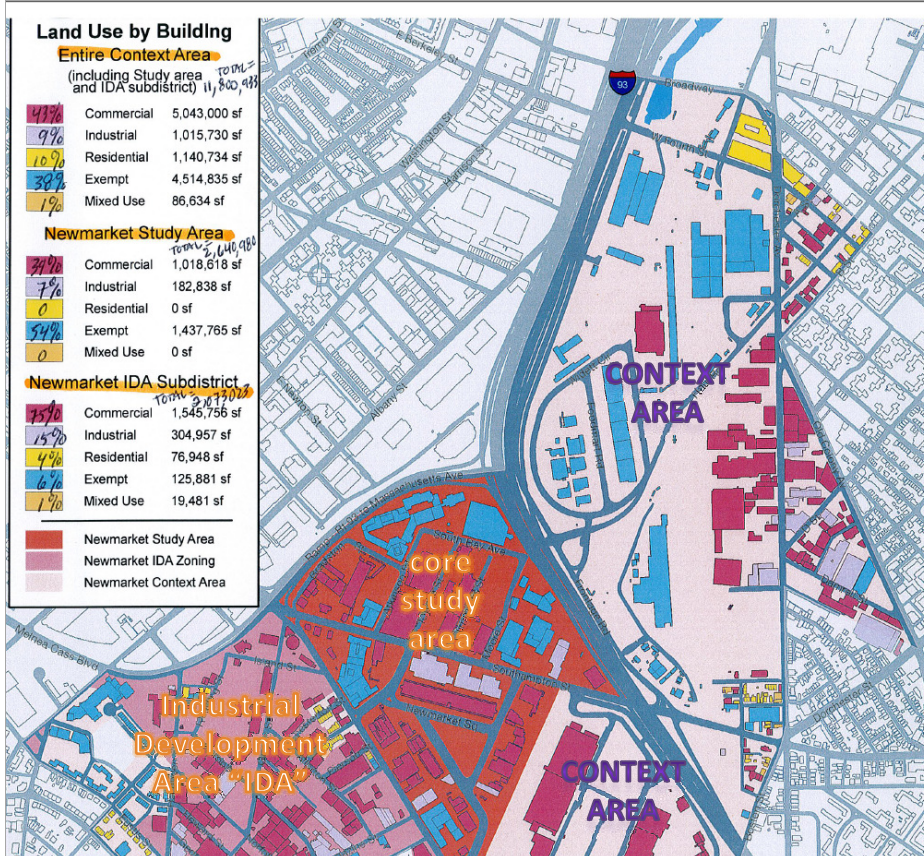 Land Use by Building
Entire Context Area
(including Study area
and IDA subdistrict)
TOTAL=
11,800,933
43% Commercial 5,043,000 sf
9% Industrial 1,015,730 sf
10% Residential 1,140,734 sf
38% Exempt 4,514,835 sf
1% Mixed Use 86,634 sf
Newmarket Study Area
TOTAL=
2,640,980
39% Commercial 1,018,618 sf
7% Industrial 182,838 sf
0 Residential 0 sf
54% Exempt 1,437,765 sf
0 Mixed Use 0 sf
Newmarket IDA Subdistrict
TOTAL=
75% Commercial 1,545,756 sf
15% Industrial 304,957 sf
4% Residential 76,948 sf
6% Exempt 125,881 sf
1% Mixed Use 19,481 sf
Newmarket Study Area
Newmarket IDA Zoning
Newmarket Context Area
E Berkeley St
Tremont St
Washington St
Harrison
93
Broadway
Albany St
CONTEXT
AREA
Massachusetts Ave
South Bay Ave
core
study
area
Southampton St
Newmarket Sq
Melnea Cass Blvd
Island St
Industrial
Development
Area "IDA"
CONTEXT
AREA